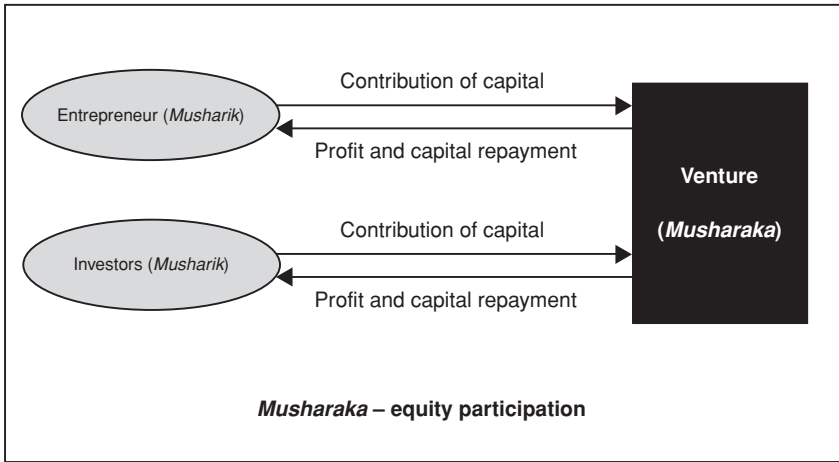 Contribution of capital
Entrepreneur (Musharik)
Profit and capital repayment
Venture
(Musharaka)
Contribution of capital
Investors (Musharik)
Profit and capital repayment
Musharaka – equity participation